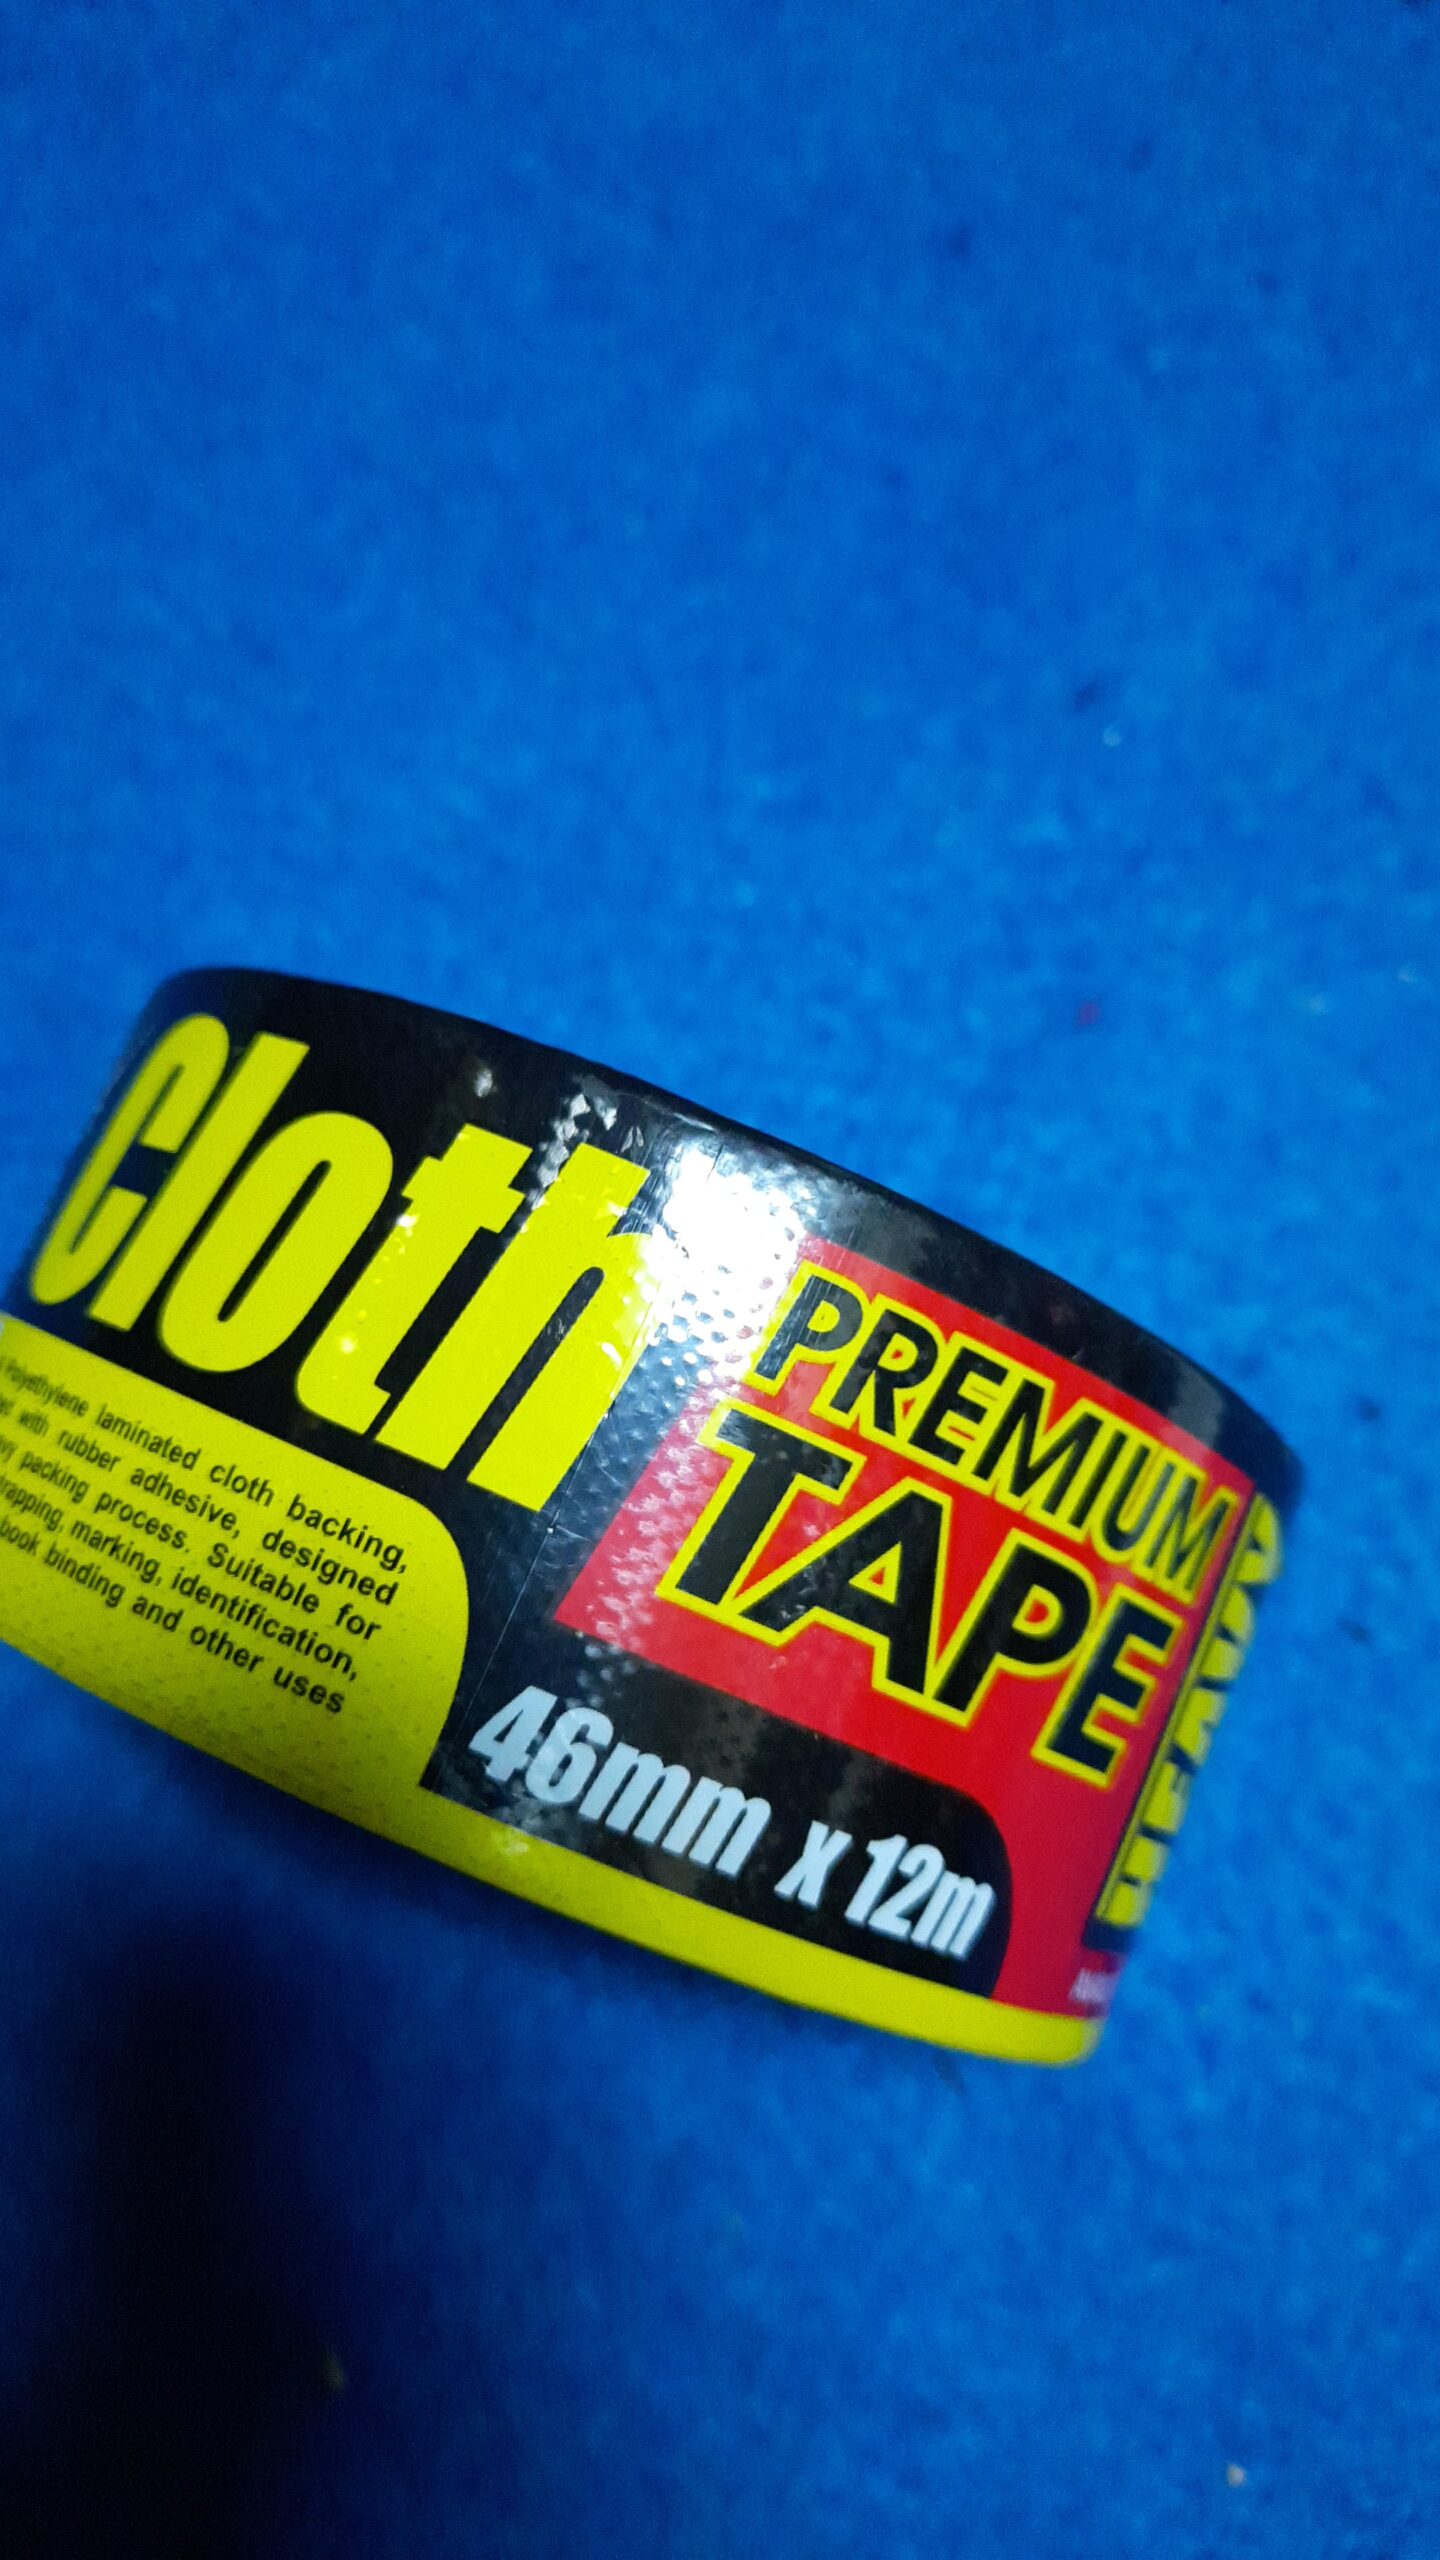 Cloth
PREMIUM
TAPE
46mm x 12m
HEAVY
Polyethylene laminated cloth backing,
with rubber adhesive, designed
packing process. Suitable for
marking, identification,
book binding and other uses